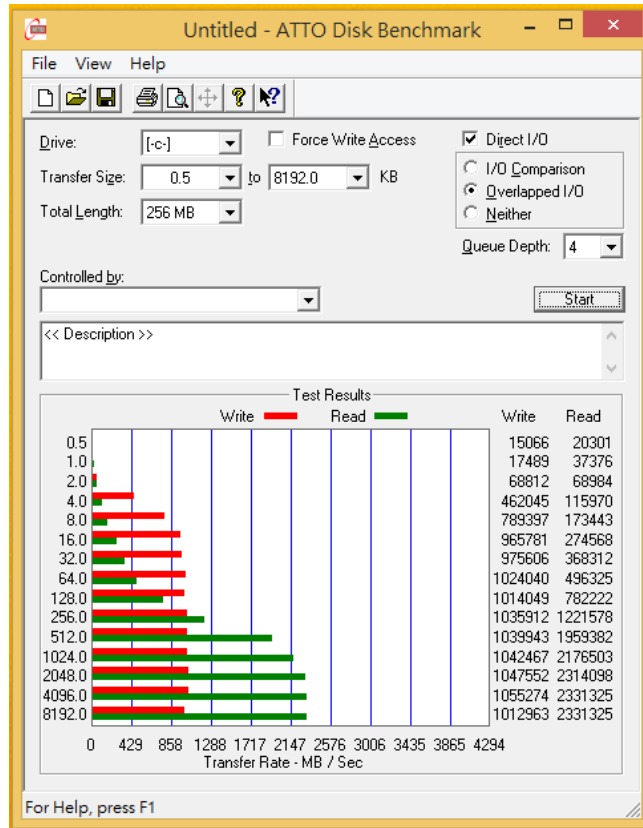 Untitled - ATTO Disk Benchmark
File View Help
Drive: [-c-] Force Write Access Direct I/O
Transfer Size: 0.5 to 8192.0 KB I/O Comparison
Overlapped I/O
Total Length: 256 MB Neither
Queue Depth: 4
Controlled by:
Start
<< Description >>
Test Results
Write Read Write Read
0.5 15066 20301
1.0 17489 37376
2.0 68812 68984
4.0 462045 115970
8.0 789397 173443
16.0 965781 274568
32.0 975606 368312
64.0 1024040 496325
128.0 1014049 782222
256.0 1035912 1221578
512.0 1039943 1959382
1024.0 1042467 2176503
2048.0 1047552 2314098
4096.0 1055274 2331325
8192.0 1012963 2331325
0 429 858 1288 1717 2147 2576 3006 3435 3865 4294
Transfer Rate - MB / Sec
For Help, press F1